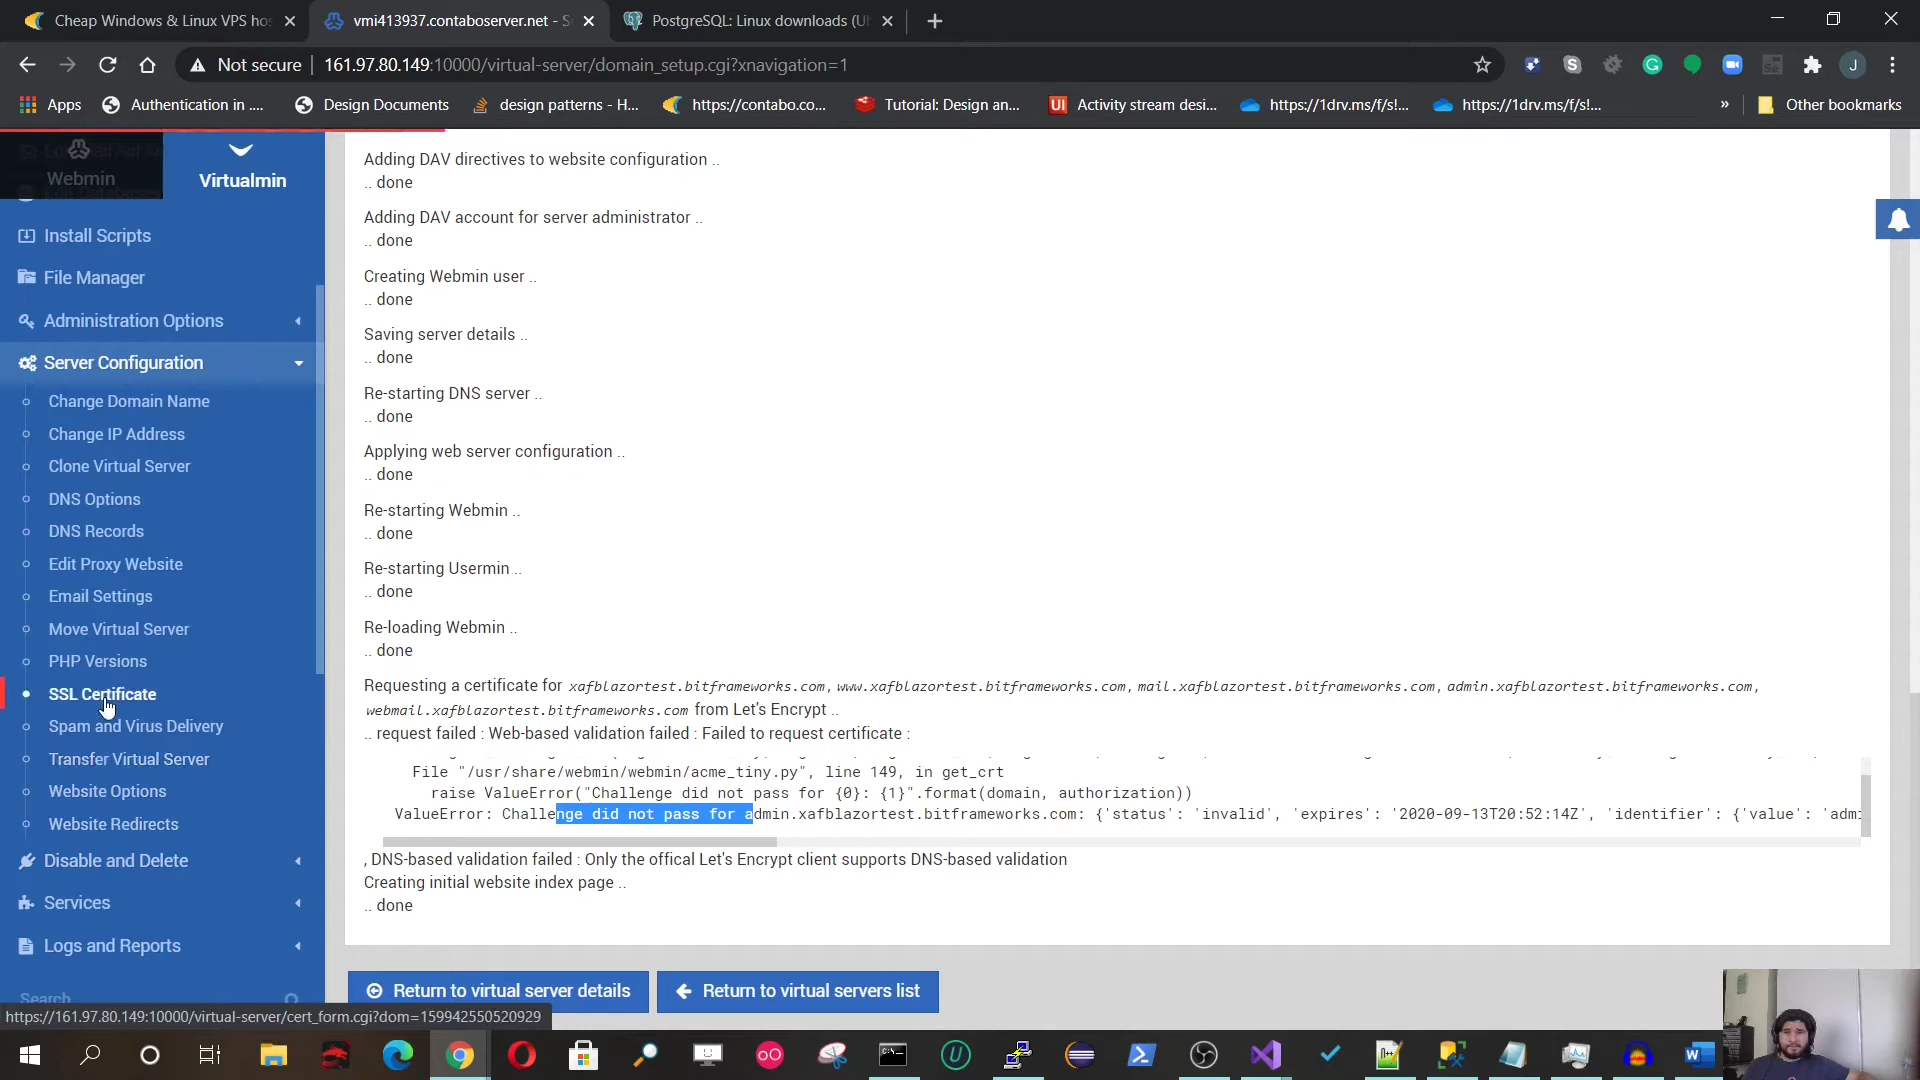 Cheap Windows & Linux VPS hos
vmi413937.contaboserver.net - S
PostgreSQL: Linux downloads (Ub
Not secure
161.97.80.149:10000/virtual-server/domain_setup.cgi?xnavigation=1
J
Apps
Authentication in ....
Design Documents
design patterns - H...
https://contabo.co...
Tutorial: Design an...
UI
Activity stream desi...
https://1drv.ms/f/s!...
https://1drv.ms/f/s!...
»
Other bookmarks
Webmin
Virtualmin
Install Scripts
File Manager
Administration Options
Server Configuration
Change Domain Name
Change IP Address
Clone Virtual Server
DNS Options
DNS Records
Edit Proxy Website
Email Settings
Move Virtual Server
PHP Versions
SSL Certificate
Spam and Virus Delivery
Transfer Virtual Server
Website Options
Website Redirects
Disable and Delete
Services
Logs and Reports
Search
Adding DAV directives to website configuration ..
.. done
Adding DAV account for server administrator ..
.. done
Creating Webmin user ..
.. done
Saving server details ..
.. done
Re-starting DNS server ..
.. done
Applying web server configuration ..
.. done
Re-starting Webmin ..
.. done
Re-starting Usermin ..
.. done
Re-loading Webmin ..
.. done
Requesting a certificate for xafblazortest.bitframeworks.com, www.xafblazortest.bitframeworks.com, mail.xafblazortest.bitframeworks.com, admin.xafblazortest.bitframeworks.com,
webmail.xafblazortest.bitframeworks.com from Let's Encrypt ..
.. request failed : Web-based validation failed : Failed to request certificate :
File "/usr/share/webmin/webmin/acme_tiny.py", line 149, in get_crt
raise ValueError("Challenge did not pass for {0}: {1}".format(domain, authorization))
ValueError: Challenge did not pass for admin.xafblazortest.bitframeworks.com: {'status': 'invalid', 'expires': '2020-09-13T20:52:14Z', 'identifier': {'value': 'admi
, DNS-based validation failed : Only the offical Let's Encrypt client supports DNS-based validation
Creating initial website index page ..
.. done
Return to virtual server details
Return to virtual servers list
https://161.97.80.149:10000/virtual-server/cert_form.cgi?dom=159942550520929